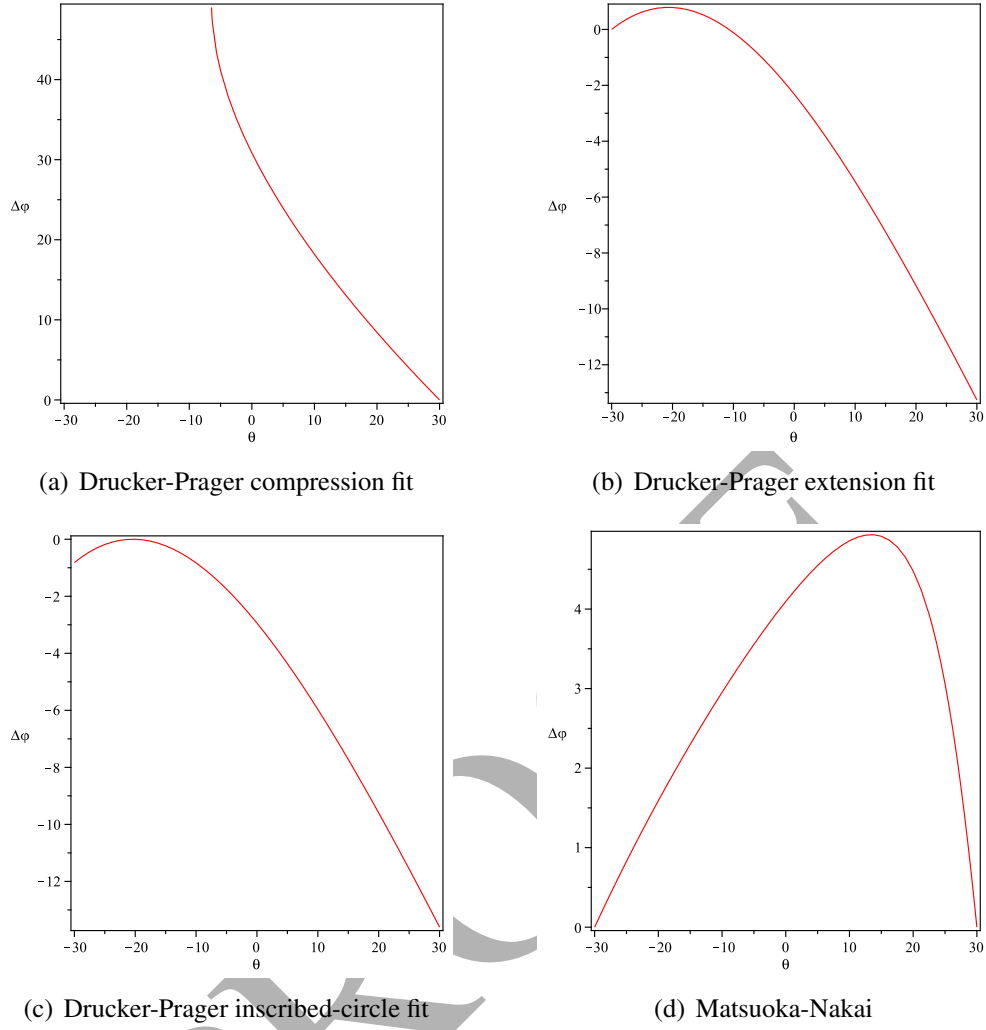 40
30
Δφ
20
10
0
−30 −20 −10 0 10 20 30
θ
(a) Drucker-Prager compression fit
0
−2
−4
Δφ
−6
−8
−10
−12
−30 −20 −10 0 10 20 30
θ
(b) Drucker-Prager extension fit
0
−2
−4
−6
Δφ
−8
−10
−12
−30 −20 −10 0 10 20 30
θ
(c) Drucker-Prager inscribed-circle fit
4
3
Δφ
2
1
0
−30 −20 −10 0 10 20 30
θ
(d) Matsuoka-Nakai